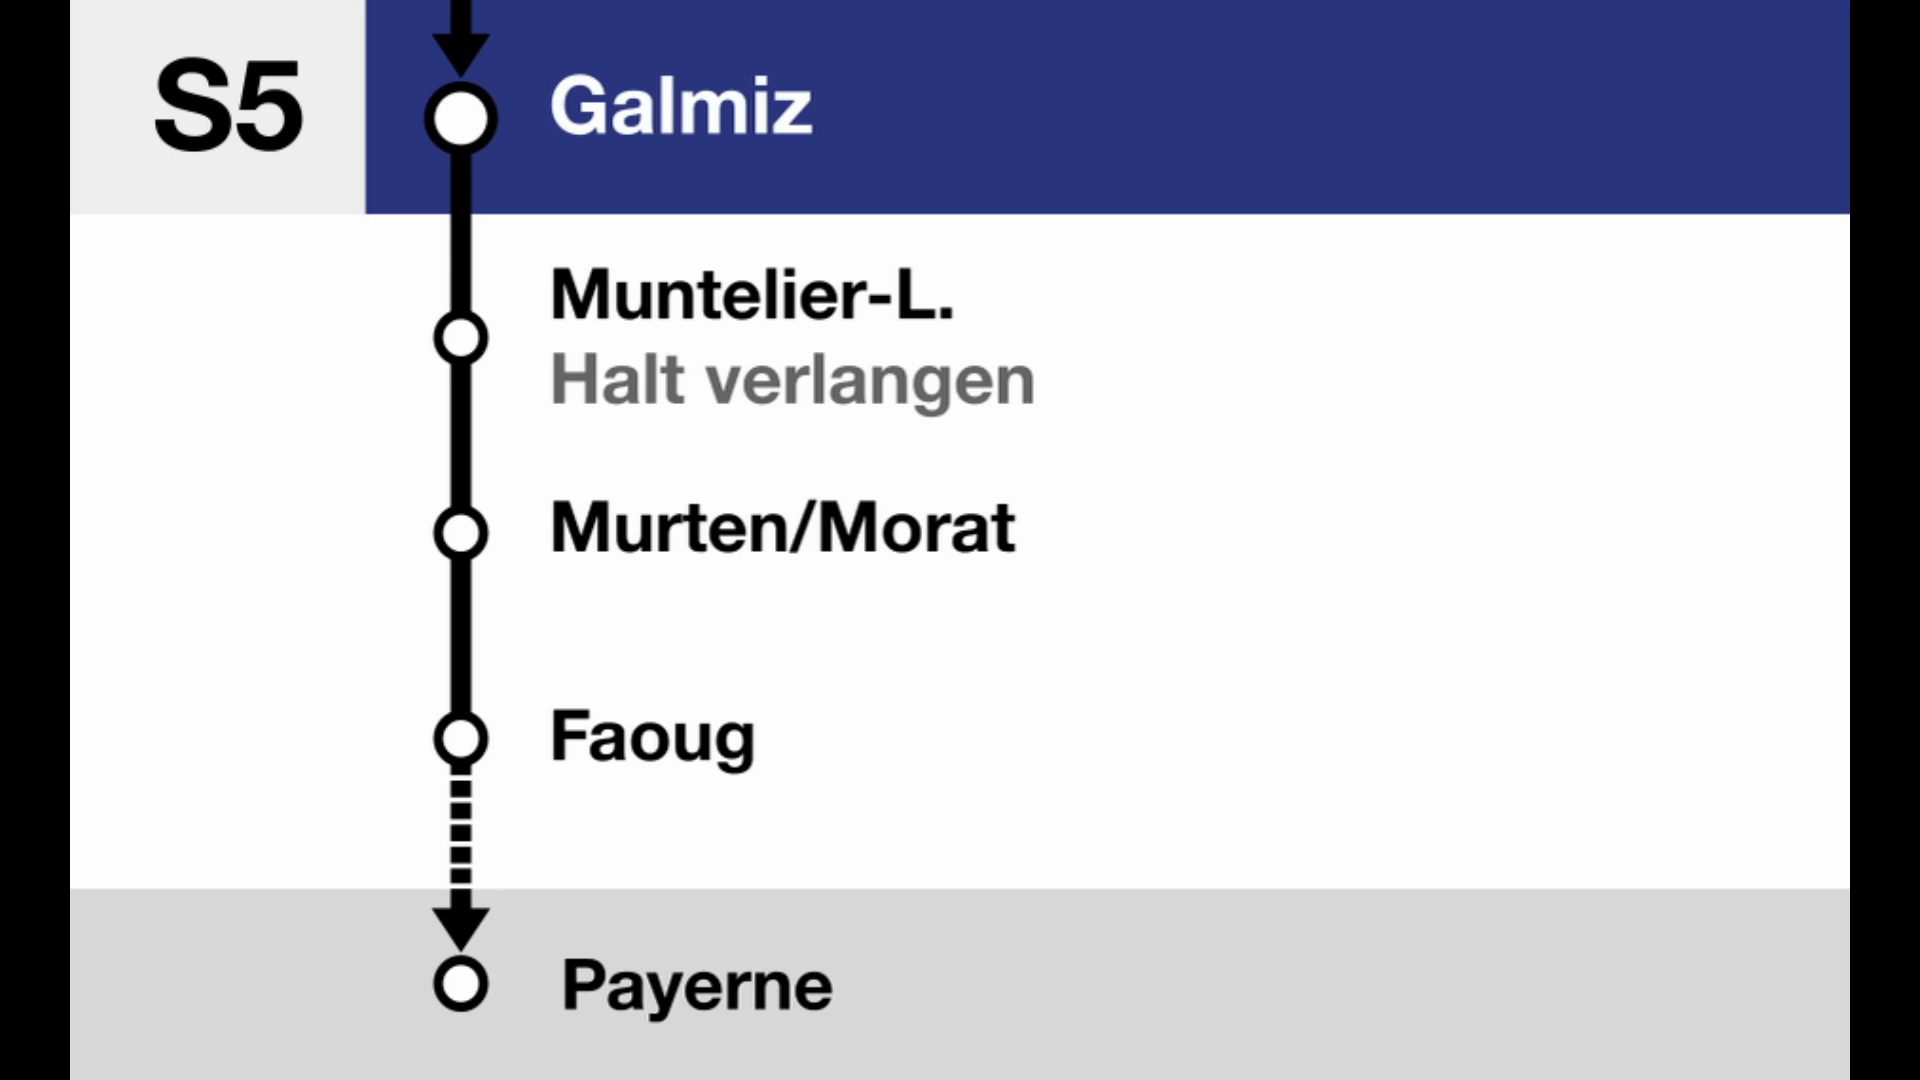 S5 Galmiz
Muntelier-L.
Halt verlangen
Murten/Morat
Faoug
Payerne